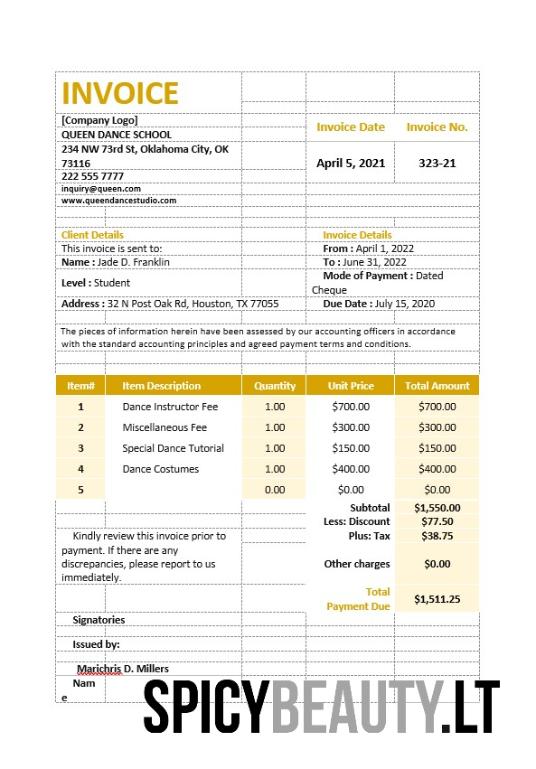 INVOICE
[Company Logo]
QUEEN DANCE SCHOOL
Invoice Date Invoice No.
234 NW 73rd St, Oklahoma City, OK
73116
April 5, 2021 323-21
222 555 7777
inquiry@queen.com
www.queendancestudio.com
Client Details Invoice Details
This invoice is sent to: From : April 1, 2022
Name : Jade D. Franklin To : June 31, 2022
Level : Student Mode of Payment : Dated
Cheque
Address : 32 N Post Oak Rd, Houston, TX 77055 Due Date : July 15, 2020
The pieces of information herein have been assessed by our accounting officers in accordance
with the standard accounting principles and agreed payment terms and conditions.
Item# Item Description Quantity Unit Price Total Amount
1 Dance Instructor Fee 1.00 $700.00 $700.00
2 Miscellaneous Fee 1.00 $300.00 $300.00
3 Special Dance Tutorial 1.00 $150.00 $150.00
4 Dance Costumes 1.00 $400.00 $400.00
5 0.00 $0.00 $0.00
Subtotal $1,550.00
Less: Discount $77.50
Plus: Tax $38.75
Kindly review this invoice prior to
payment. If there are any
discrepancies, please report to us
immediately.
Other charges $0.00
Total
Payment Due $1,511.25
Signatories
Issued by:
Marichris D. Millers
Nam
e
SPICYBEAUTY.LT